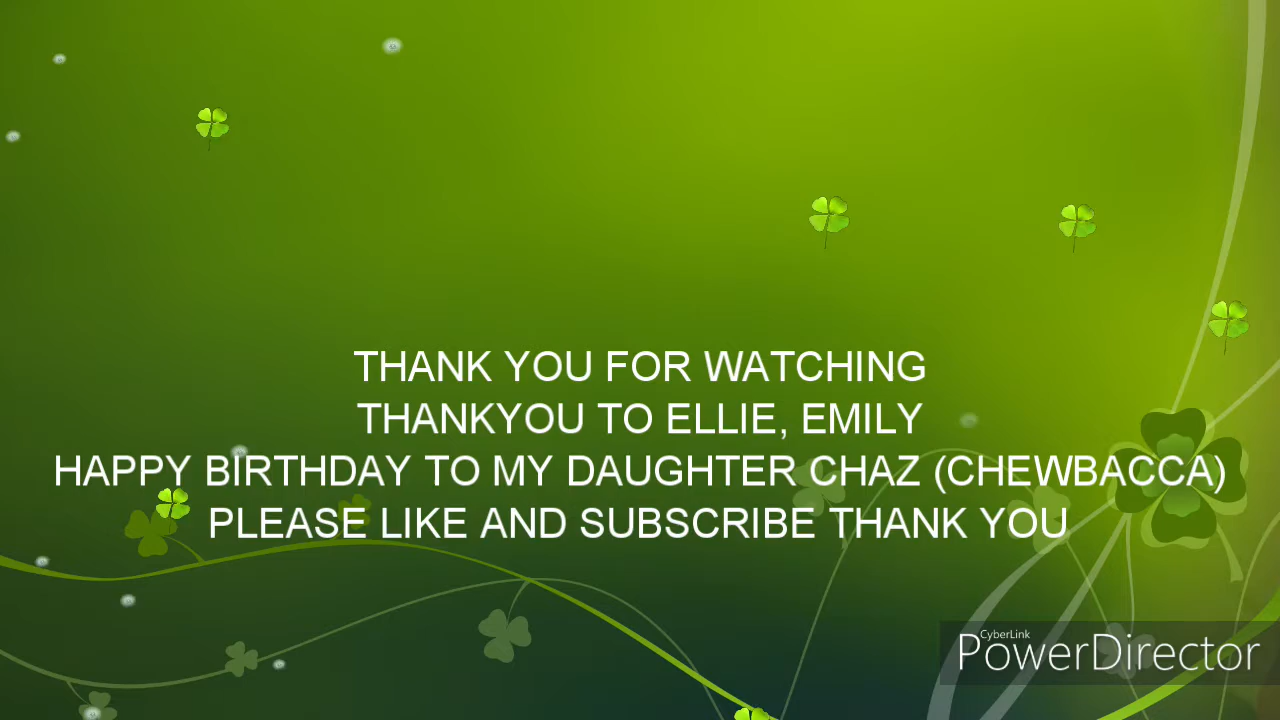 THANK YOU FOR WATCHING
THANKYOU TO ELLIE, EMILY
HAPPY BIRTHDAY TO MY DAUGHTER CHAZ (CHEWBACCA)
PLEASE LIKE AND SUBSCRIBE THANK YOU
CyberLink
PowerDirector